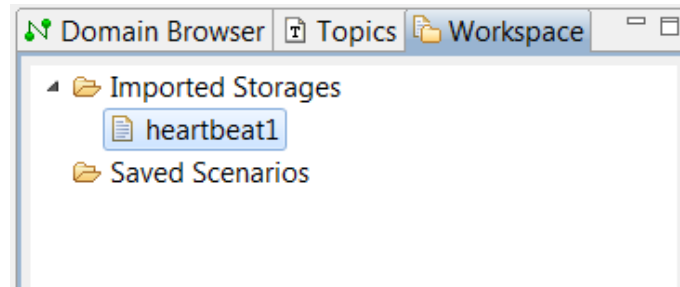 Domain Browser Topics Workspace
Imported Storages
heartbeat1
Saved Scenarios